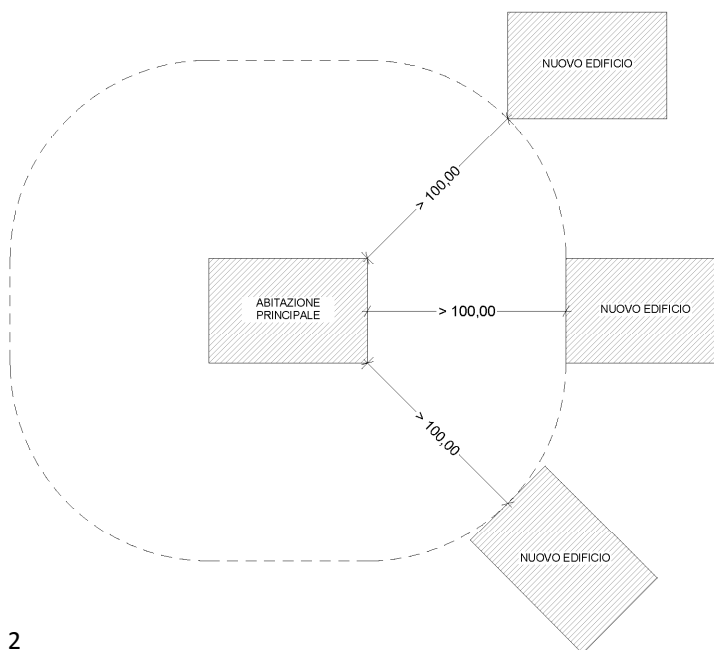 NUOVO EDIFICIO
> 100,00
ABITAZIONE
PRINCIPALE
> 100,00
NUOVO EDIFICIO
> 100,00
NUOVO EDIFICIO
2